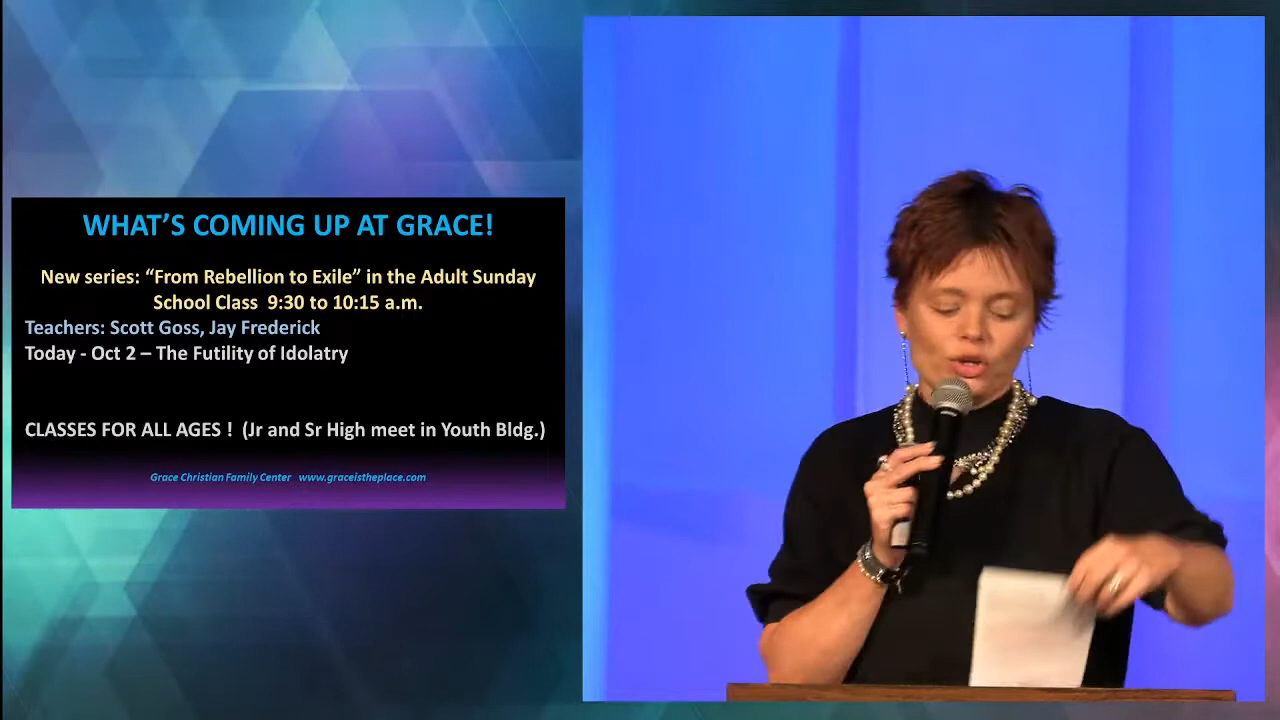 WHAT'S COMING UP AT GRACE!
New series: “From Rebellion to Exile” in the Adult Sunday
School Class  9:30 to 10:15 a.m.
Teachers: Scott Goss, Jay Frederick
Today - Oct 2 – The Futility of Idolatry
CLASSES FOR ALL AGES !  (Jr and Sr High meet in Youth Bldg.)
Grace Christian Family Center   www.graceistheplace.com